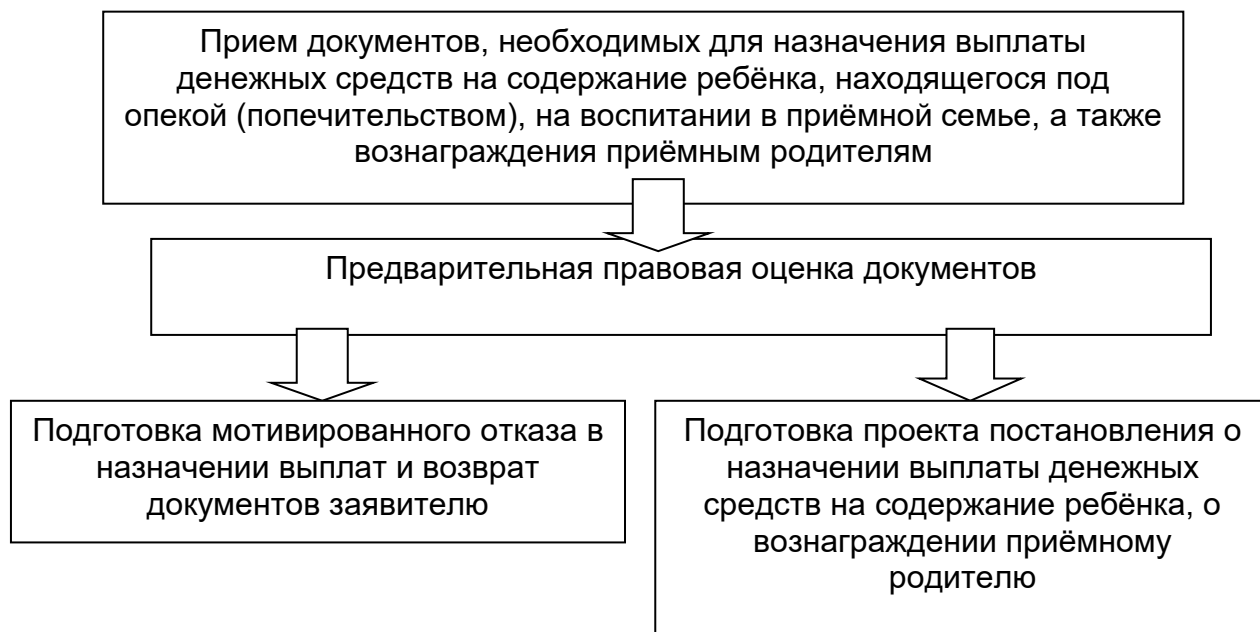 Прием документов, необходимых для назначения выплаты
денежных средств на содержание ребёнка, находящегося под
опекой (попечительством), на воспитании в приёмной семье, а также
вознаграждения приёмным родителям
Предварительная правовая оценка документов
Подготовка мотивированного отказа в
назначении выплат и возврат
документов заявителю
Подготовка проекта постановления о
назначении выплаты денежных
средств на содержание ребёнка, о
вознаграждении приёмному
родителю